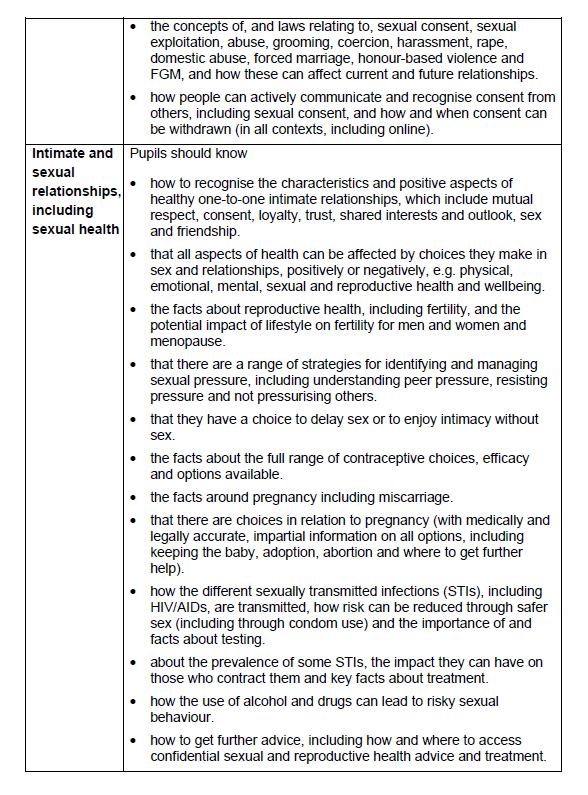 • the concepts of, and laws relating to, sexual consent, sexual
exploitation, abuse, grooming, coercion, harassment, rape,
domestic abuse, forced marriage, honour-based violence and
FGM, and how these can affect current and future relationships.
• how people can actively communicate and recognise consent from
others, including sexual consent, and how and when consent can
be withdrawn (in all contexts, including online).
Intimate and
sexual
relationships,
including
sexual health
Pupils should know
• how to recognise the characteristics and positive aspects of
healthy one-to-one intimate relationships, which include mutual
respect, consent, loyalty, trust, shared interests and outlook, sex
and friendship.
• that all aspects of health can be affected by choices they make in
sex and relationships, positively or negatively, e.g. physical,
emotional, mental, sexual and reproductive health and wellbeing.
• the facts about reproductive health, including fertility, and the
potential impact of lifestyle on fertility for men and women and
menopause.
• that there are a range of strategies for identifying and managing
sexual pressure, including understanding peer pressure, resisting
pressure and not pressurising others.
• that they have a choice to delay sex or to enjoy intimacy without
sex.
• the facts about the full range of contraceptive choices, efficacy
and options available.
• the facts around pregnancy including miscarriage.
• that there are choices in relation to pregnancy (with medically and
legally accurate, impartial information on all options, including
keeping the baby, adoption, abortion and where to get further
help).
• how the different sexually transmitted infections (STIs), including
HIV/AIDs, are transmitted, how risk can be reduced through safer
sex (including through condom use) and the importance of and
facts about testing.
• about the prevalence of some STIs, the impact they can have on
those who contract them and key facts about treatment.
• how the use of alcohol and drugs can lead to risky sexual
behaviour.
• how to get further advice, including how and where to access
confidential sexual and reproductive health advice and treatment.